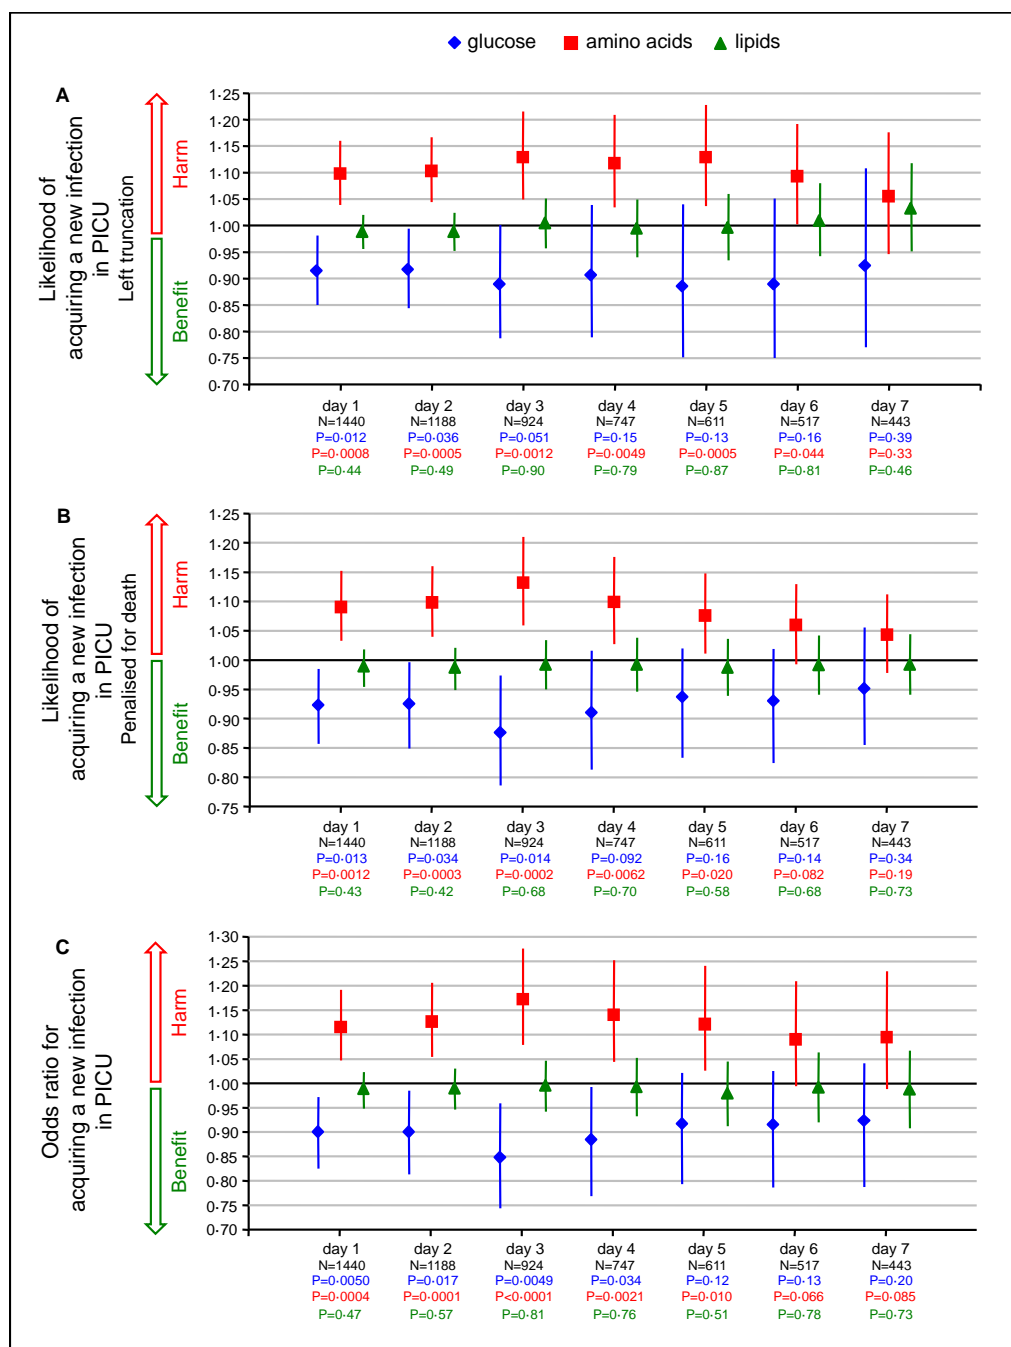 glucose amino acids lipids
A
Likelihood of
acquiring a new infection
in PICU
Left truncation
Harm
Benefit
1·25
1·20
1·15
1·10
1·05
1·00
0·95
0·90
0·85
0·80
0·75
0·70
day 1 day 2 day 3 day 4 day 5 day 6 day 7
N=1440 N=1188 N=924 N=747 N=611 N=517 N=443
P=0·012 P=0·036 P=0·051 P=0·15 P=0·13 P=0·16 P=0·39
P=0·0008 P=0·0005 P=0·0012 P=0·0049 P=0·0005 P=0·044 P=0·33
P=0·44 P=0·49 P=0·90 P=0·79 P=0·87 P=0·81 P=0·46
B
Likelihood of
acquiring a new infection
in PICU
Penalised for death
Harm
Benefit
1·25
1·20
1·15
1·10
1·05
1·00
0·95
0·90
0·85
0·80
0·75
day 1 day 2 day 3 day 4 day 5 day 6 day 7
N=1440 N=1188 N=924 N=747 N=611 N=517 N=443
P=0·013 P=0·034 P=0·014 P=0·092 P=0·16 P=0·14 P=0·34
P=0·0012 P=0·0003 P=0·0002 P=0·0062 P=0·020 P=0·082 P=0·19
P=0·43 P=0·42 P=0·68 P=0·70 P=0·58 P=0·68 P=0·73
C
Odds ratio for
acquiring a new infection
in PICU
Harm
Benefit
1·30
1·25
1·20
1·15
1·10
1·05
1·00
0·95
0·90
0·85
0·80
0·75
0·70
day 1 day 2 day 3 day 4 day 5 day 6 day 7
N=1440 N=1188 N=924 N=747 N=611 N=517 N=443
P=0·0050 P=0·017 P=0·0049 P=0·034 P=0·12 P=0·13 P=0·20
P=0·0004 P=0·0001 P<0·0001 P=0·0021 P=0·010 P=0·066 P=0·085
P=0·47 P=0·57 P=0·81 P=0·76 P=0·51 P=0·78 P=0·73